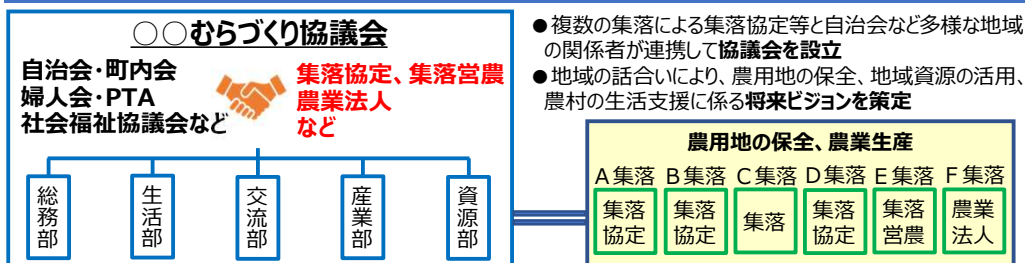 ○○むらづくり協議会
自治会・町内会
婦人会・PTA
社会福祉協議会など
集落協定、集落営農
農業法人
など
総務部
生活部
交流部
産業部
資源部
●複数の集落による集落協定等と自治会など多様な地域
の関係者が連携して協議会を設立
●地域の話合いにより、農用地の保全、地域資源の活用、
農村の生活支援に係る将来ビジョンを策定
農用地の保全、農業生産
A集落 B集落 C集落 D集落 E集落 F集落
集落 集落 集落 集落 集落 農業
協定 協定 協定 営農 法人